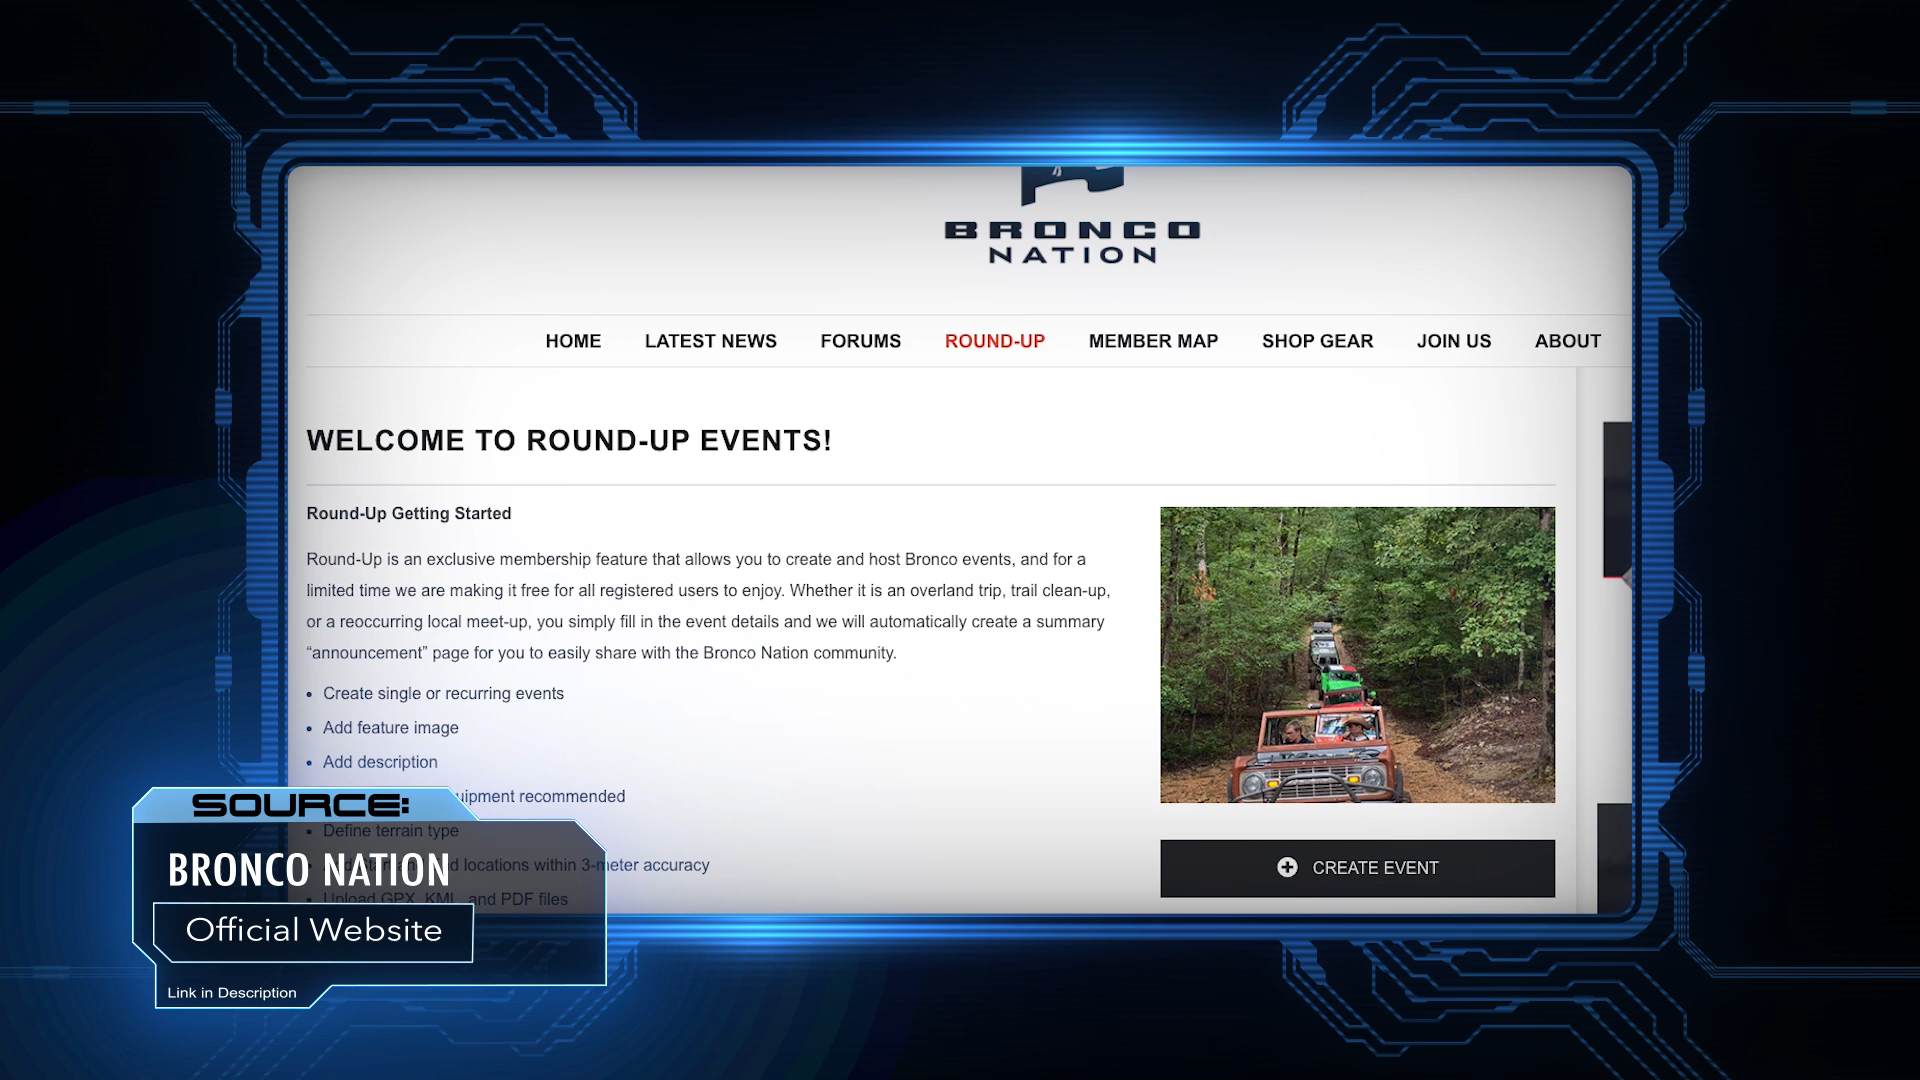 BRONCO
NATION
HOME LATEST NEWS FORUMS ROUND-UP MEMBER MAP SHOP GEAR JOIN US ABOUT
WELCOME TO ROUND-UP EVENTS!
Round-Up Getting Started
Round-Up is an exclusive membership feature that allows you to create and host Bronco events, and for a
limited time we are making it free for all registered users to enjoy. Whether it is an overland trip, trail clean-up,
or a reoccurring local meet-up, you simply fill in the event details and we will automatically create a summary
“announcement” page for you to easily share with the Bronco Nation community.
• Create single or recurring events
• Add feature image
• Add description
recommended
• Define terrain type
locations within 3-meter accuracy
Upload GPX, KML, and PDF files
CREATE EVENT
SOURCE:
BRONCO NATION
Official Website
Link in Description